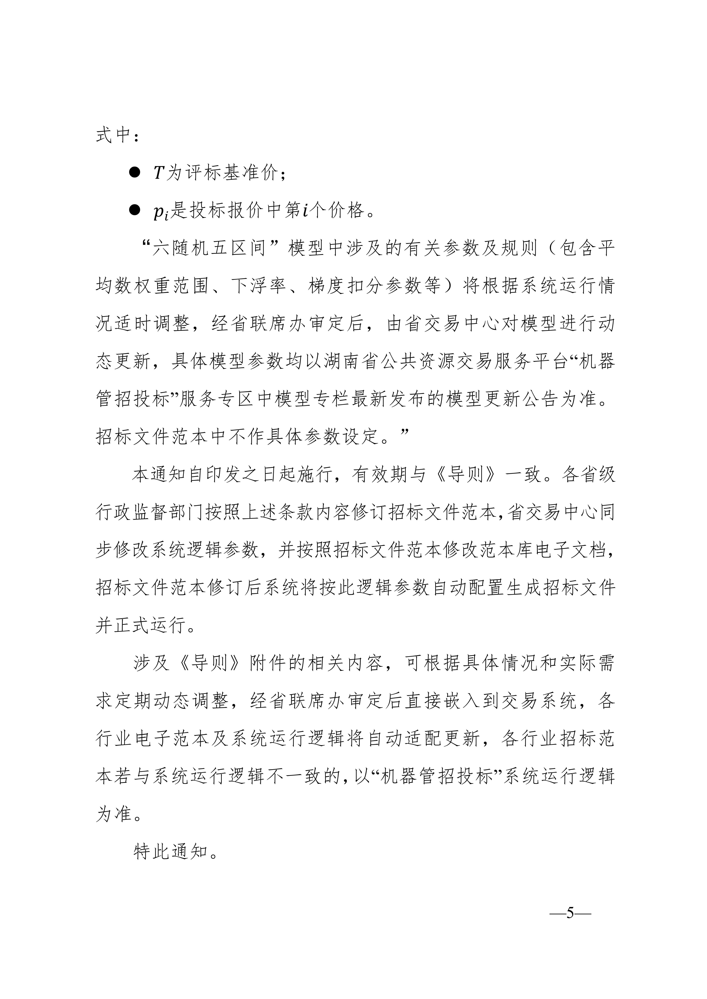 式中：
● T为评标基准价；
● pᵢ是投标报价中第i个价格。
“六随机五区间”模型中涉及的有关参数及规则（包含平
均数权重范围、下浮率、梯度扣分参数等）将根据系统运行情
况适时调整，经省联席办审定后，由省交易中心对模型进行动
态更新，具体模型参数均以湖南省公共资源交易服务平台“机器
管招投标”服务专区中模型专栏最新发布的模型更新公告为准。
招标文件范本中不作具体参数设定。”
本通知自印发之日起施行，有效期与《导则》一致。各省级
行政监督部门按照上述条款内容修订招标文件范本，省交易中心同
步修改系统逻辑参数，并按照招标文件范本修改范本库电子文档，
招标文件范本修订后系统将按此逻辑参数自动配置生成招标文件
并正式运行。
涉及《导则》附件的相关内容，可根据具体情况和实际需
求定期动态调整，经省联席办审定后直接嵌入到交易系统，各
行业电子范本及系统运行逻辑将自动适配更新，各行业招标范
本若与系统运行逻辑不一致的，以“机器管招投标”系统运行逻辑
为准。
特此通知。
—5—